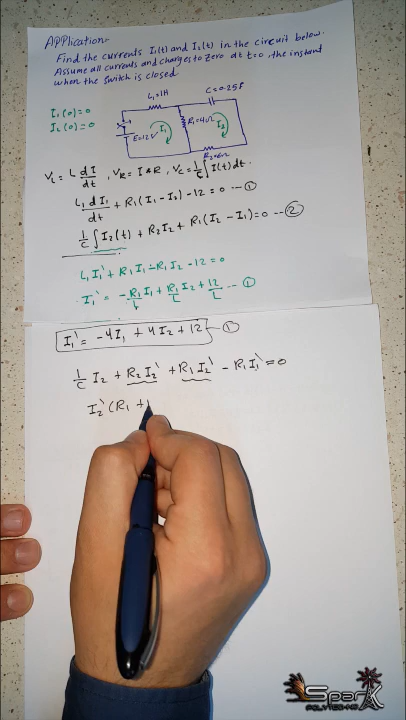 APPlication-
Find the currents I₁(t) and I₂(t) in the circuit below.
Assume all currents and charges to zero at t=0, the instant
when the switch is closed.
I₁(0)=0
I₂(0)=0
L₁=1H
C=0.25F
E=12V
I₁
R₁=4Ω
I₂
R₂=6Ω
V_L = L dI/dt , V_R = I*R , V_C = 1/C ∫ I(t) dt.
L₁ dI₁/dt + R₁(I₁-I₂) -12 = 0 --- ①
1/C ∫ I₂(t) + R₂I₂ + R₁(I₂-I₁) = 0 -- ②
L₁I₁' + R₁I₁ - R₁I₂ -12 = 0
I₁' = -R₁/L I₁ + R₁/L I₂ + 12/L -- ①
I₁' = -4I₁ + 4I₂ + 12 - ①
1/C I₂ + R₂I₂' + R₁I₂' - R₁I₁' = 0
I₂' (R₁ +
Spark
POLYTECHNIC